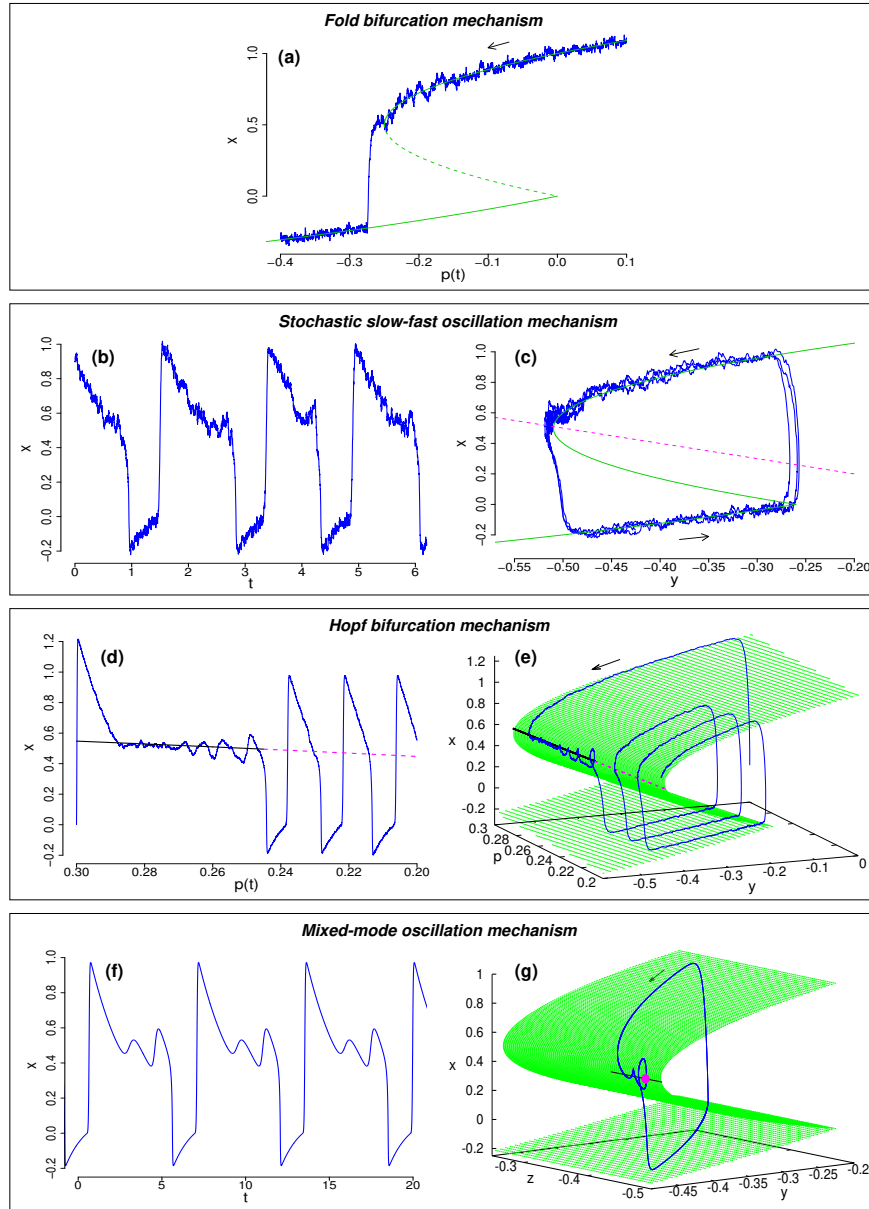 Fold bifurcation mechanism
(a)
1.0
0.5
0.0
x
−0.4 −0.3 −0.2 −0.1 0.0 0.1
p(t)
Stochastic slow-fast oscillation mechanism
(b)
1.0
0.8
0.6
0.4
0.2
0.0
−0.2
x
0 1 2 3 4 5 6
t
(c)
1.0
0.8
0.6
0.4
0.2
0.0
−0.2
x
−0.55 −0.50 −0.45 −0.40 −0.35 −0.30 −0.25 −0.20
y
Hopf bifurcation mechanism
(d)
1.2
1.0
0.8
0.6
0.4
0.2
0.0
−0.2
x
0.30 0.28 0.26 0.24 0.22 0.20
p(t)
(e)
1.2
1
0.8
0.6
0.4
0.2
0
-0.2
x
0.3
0.28
0.26
0.24
0.22
0.2
p
-0.5 -0.4 -0.3 -0.2 -0.1 0
y
Mixed-mode oscillation mechanism
(f)
1.0
0.8
0.6
0.4
0.2
0.0
−0.2
x
0 5 10 15 20
t
(g)
1
0.8
0.6
0.4
0.2
0
-0.2
x
-0.3
-0.4
-0.5
z
-0.45 -0.4 -0.35 -0.3 -0.25 -0.2
y